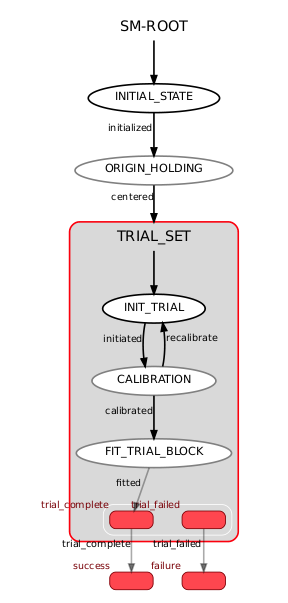 SM-ROOT
INITIAL_STATE
initialized
ORIGIN_HOLDING
centered
TRIAL_SET
INIT_TRIAL
initiated
recalibrate
CALIBRATION
calibrated
FIT_TRIAL_BLOCK
fitted
trial_complete
trial_failed
trial_complete
trial_failed
success
failure